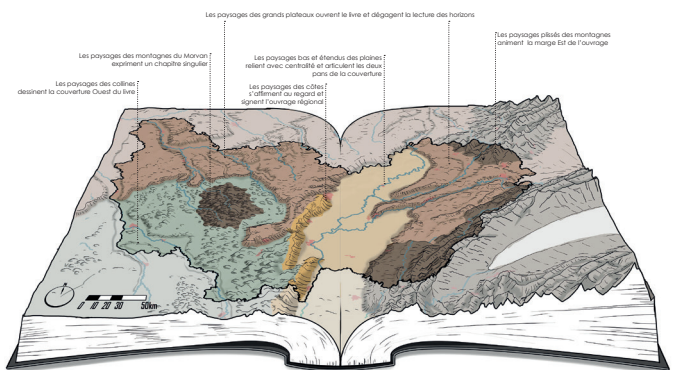 Les paysages des grands plateaux ouvrent le livre et dégagent la lecture des horizons
Les paysages plissés des montagnes
animent la marge Est de l'ouvrage
Les paysages des montagnes du Morvan
expriment un chapitre singulier
Les paysages bas et étendus des plaines
relient avec centralité et articulent les deux
pans de la couverture
Les paysages des collines
dessinent la couverture Ouest du livre
Les paysages des côtes
s'affirment au regard et
signent l'ouvrage régional
0 10 20 30 50km